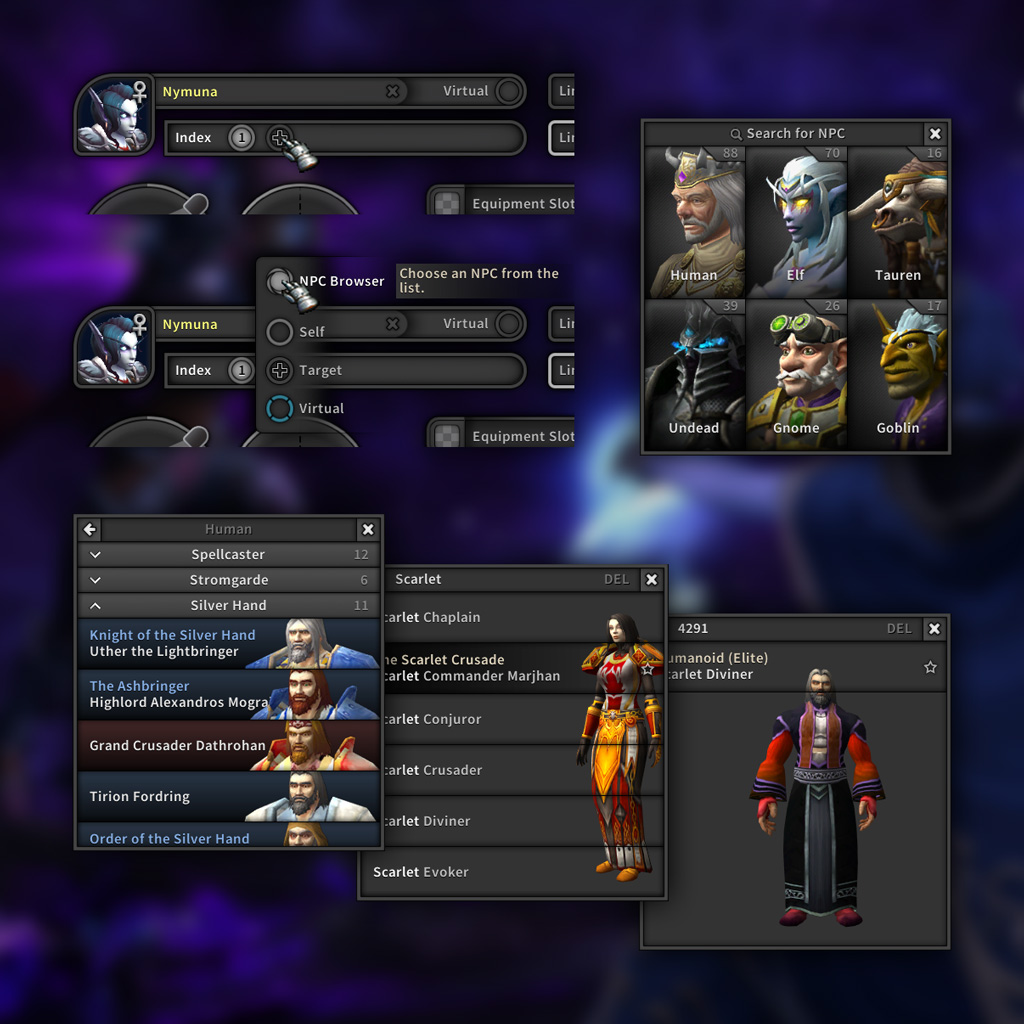 Nymuna
Virtual
Lin
Index
1
Equipment Slot
NPC Browser
Choose an NPC from the
list.
Nymuna
Self
Virtual
Lin
Index
1
Target
Lin
Virtual
Equipment Slot
Search for NPC
88
70
16
Human
Elf
Tauren
39
26
17
Undead
Gnome
Goblin
Human
Spellcaster
12
Stromgarde
6
Silver Hand
11
Knight of the Silver Hand
Uther the Lightbringer
The Ashbringer
Highlord Alexandros Mogra
Grand Crusader Dathrohan
Tirion Fordring
Order of the Silver Hand
Scarlet
DEL
carlet Chaplain
he Scarlet Crusade
carlet Commander Marjhan
carlet Conjuror
carlet Crusader
carlet Diviner
Scarlet Evoker
4291
DEL
umanoid (Elite)
carlet Diviner